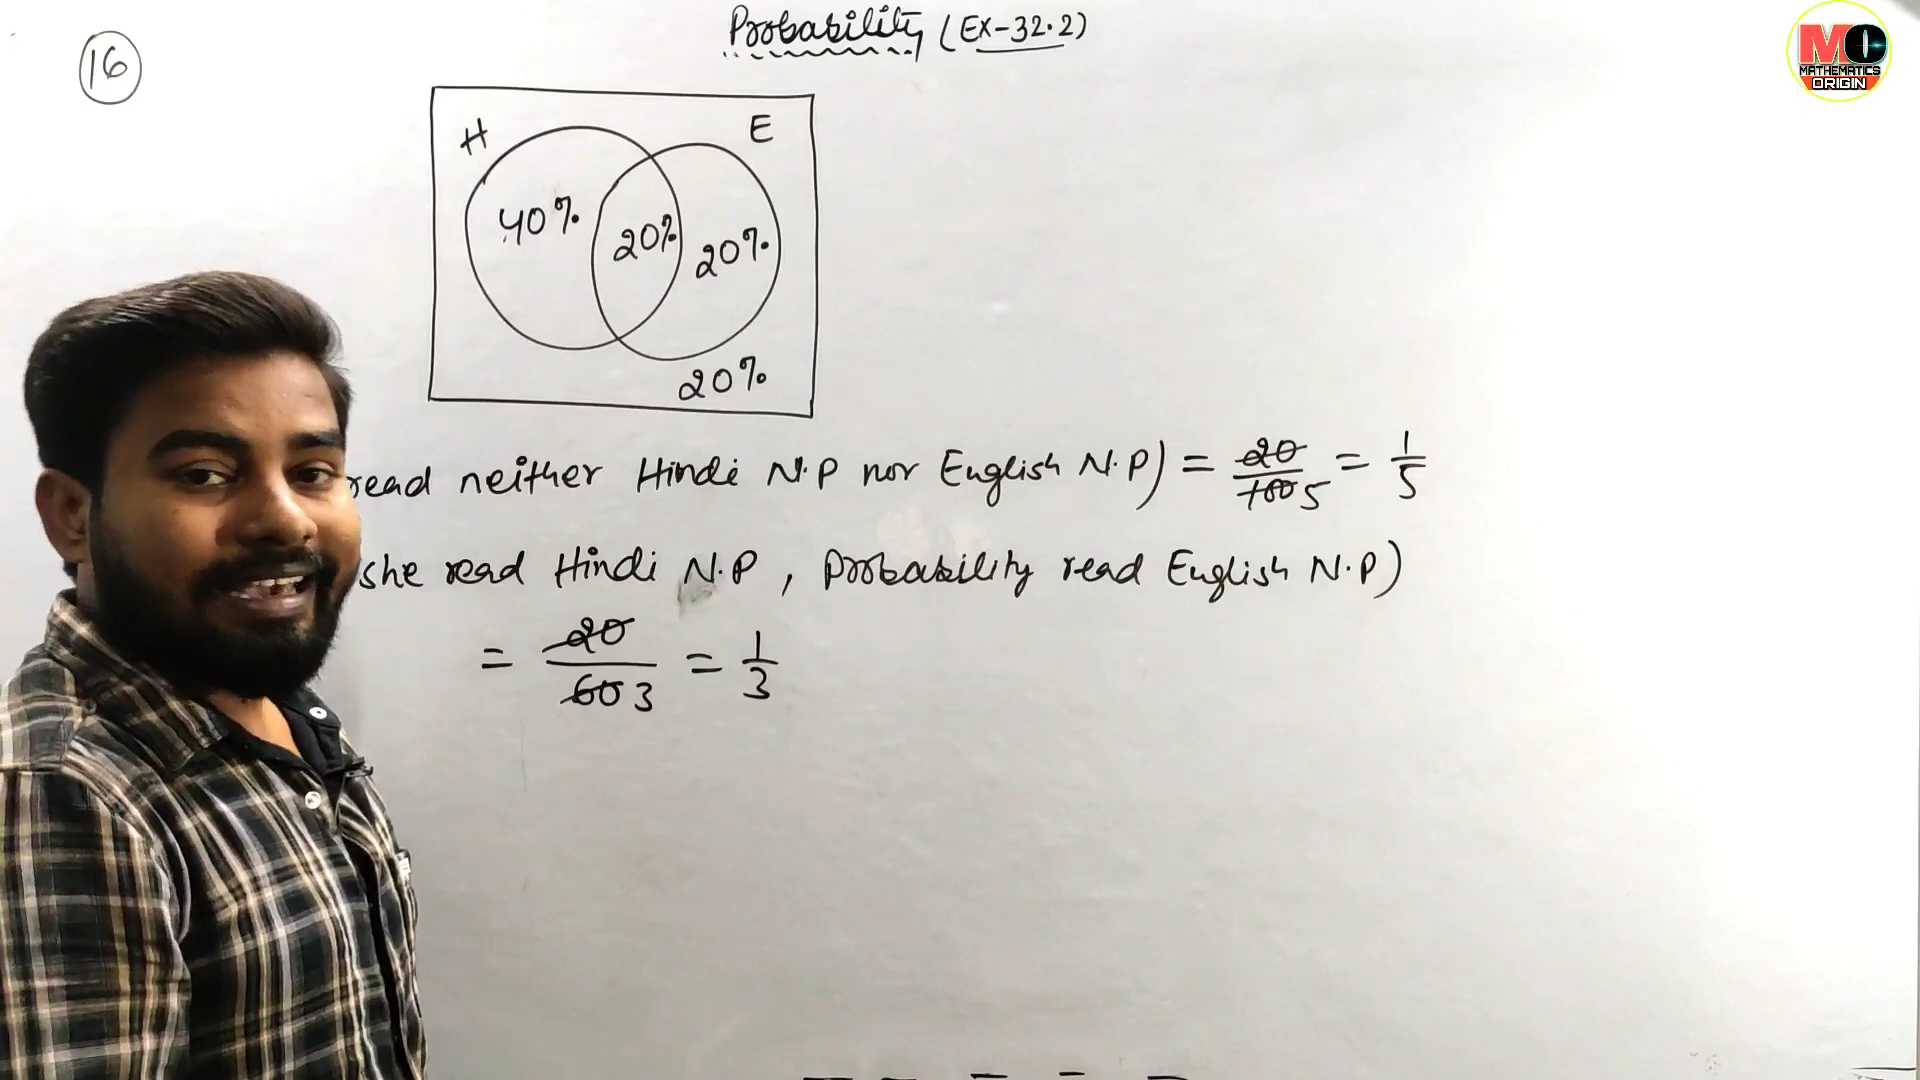 Probability (EX-32.2)
16
MO
MATHEMATICS
ORIGIN
H
E
40%
20%
20%
20%
read neither Hindi N.P nor English N.P) = 20/100 5 = 1/5
she read Hindi N.P, Probability read English N.P)
= 20/60 3 = 1/3